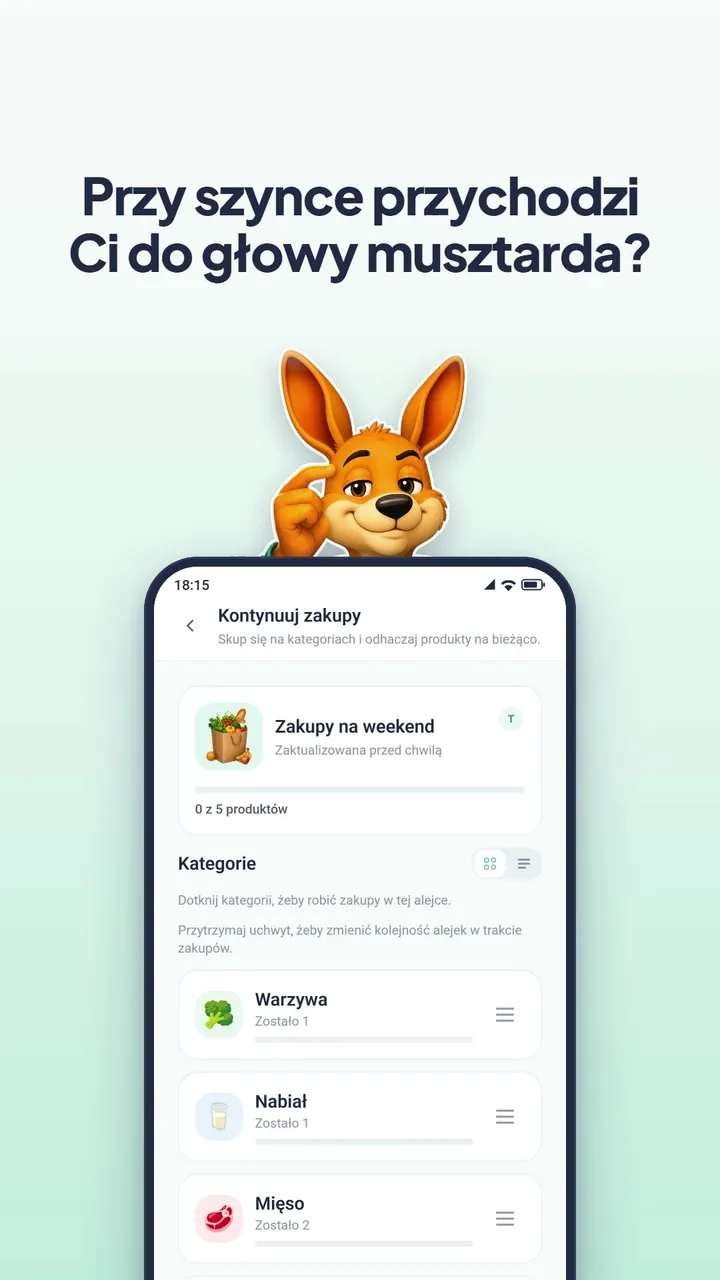 Przy szynce przychodzi
Ci do głowy musztarda?
18:15
Kontynuuj zakupy
Skup się na kategoriach i odhaczaj produkty na bieżąco.
Zakupy na weekend
T
Zaktualizowana przed chwilą
0 z 5 produktów
Kategorie
Dotknij kategorii, żeby robić zakupy w tej alejce.
Przytrzymaj uchwyt, żeby zmienić kolejność alejek w trakcie
zakupów.
Warzywa
Zostało 1
Nabiał
Zostało 1
Mięso
Zostało 2